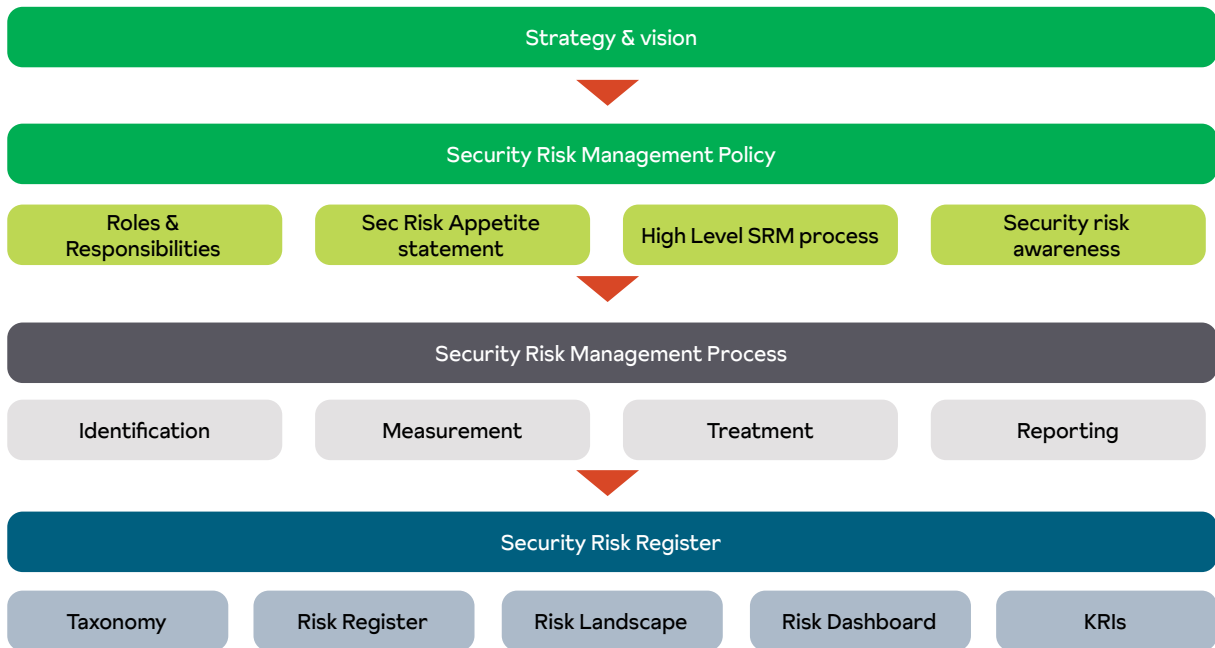 Strategy & vision
Security Risk Management Policy
Roles &
Responsibilities
Sec Risk Appetite
statement
High Level SRM process
Security risk
awareness
Security Risk Management Process
Identification
Measurement
Treatment
Reporting
Security Risk Register
Taxonomy
Risk Register
Risk Landscape
Risk Dashboard
KRIs